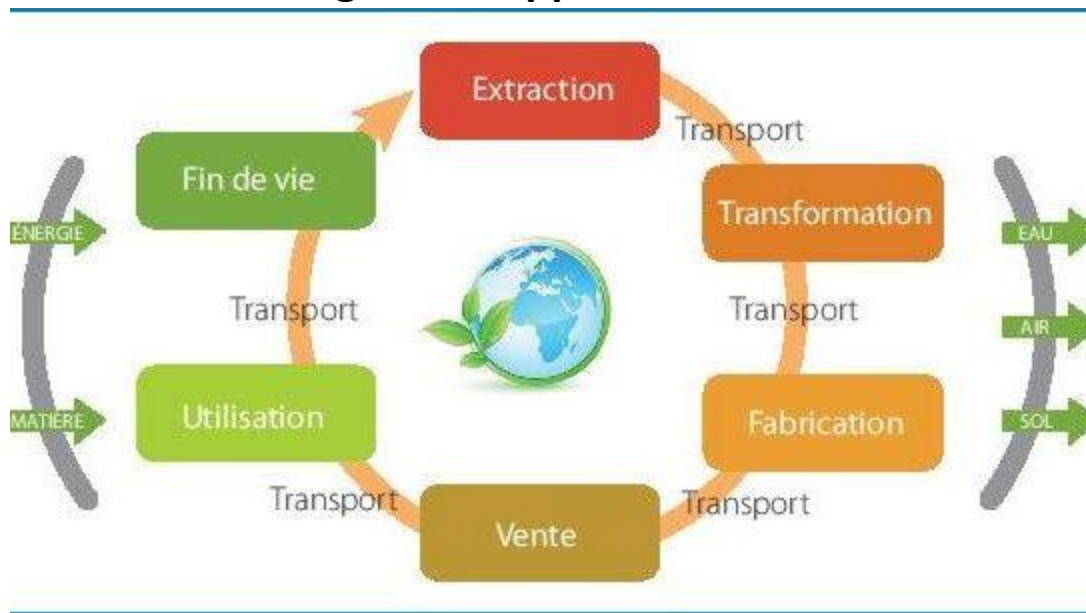 Extraction
Transport
Transformation
Transport
Fabrication
Transport
Vente
Transport
Utilisation
Transport
Fin de vie
ÉNERGIE
MATIÈRE
EAU
AIR
SOL